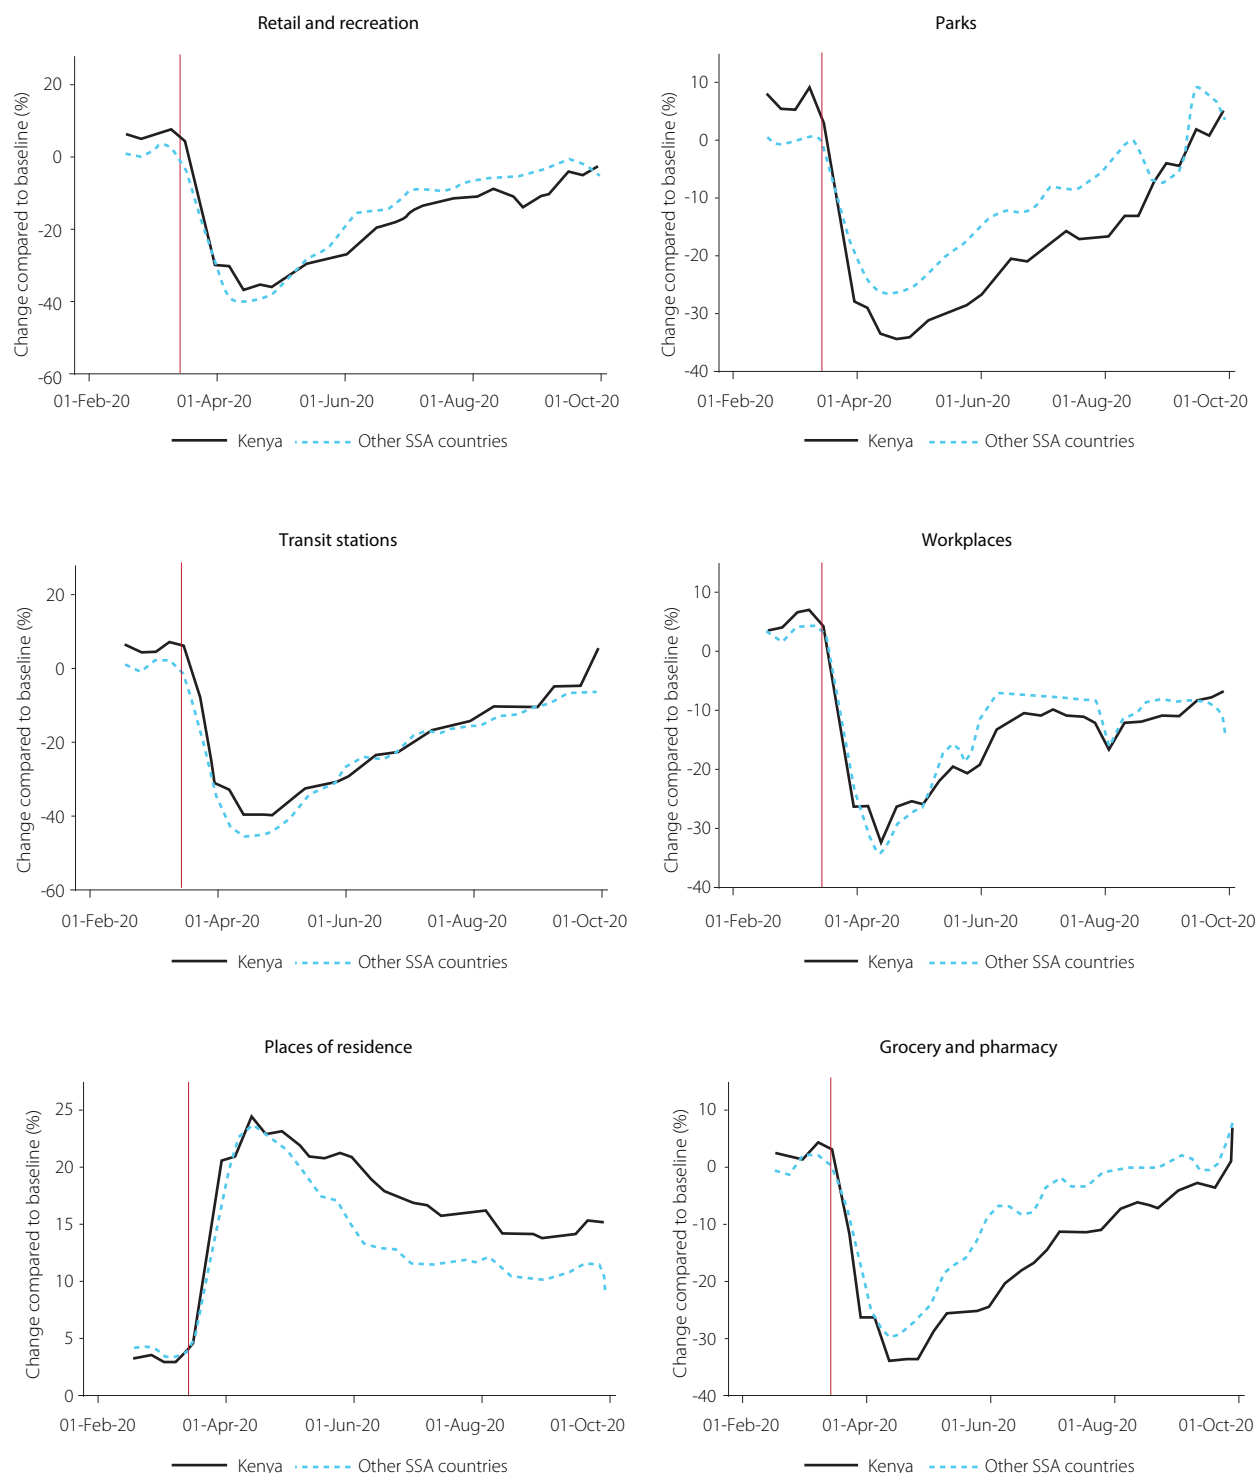 Retail and recreation
Change compared to baseline (%)
20
0
-20
-40
-60
01-Feb-20 01-Apr-20 01-Jun-20 01-Aug-20 01-Oct-20
Kenya Other SSA countries
Parks
Change compared to baseline (%)
10
0
-10
-20
-30
-40
01-Feb-20 01-Apr-20 01-Jun-20 01-Aug-20 01-Oct-20
Kenya Other SSA countries
Transit stations
Change compared to baseline (%)
20
0
-20
-40
-60
01-Feb-20 01-Apr-20 01-Jun-20 01-Aug-20 01-Oct-20
Kenya Other SSA countries
Workplaces
Change compared to baseline (%)
10
0
-10
-20
-30
-40
01-Feb-20 01-Apr-20 01-Jun-20 01-Aug-20 01-Oct-20
Kenya Other SSA countries
Places of residence
Change compared to baseline (%)
25
20
15
10
5
0
01-Feb-20 01-Apr-20 01-Jun-20 01-Aug-20 01-Oct-20
Kenya Other SSA countries
Grocery and pharmacy
Change compared to baseline (%)
10
0
-10
-20
-30
-40
01-Feb-20 01-Apr-20 01-Jun-20 01-Aug-20 01-Oct-20
Kenya Other SSA countries